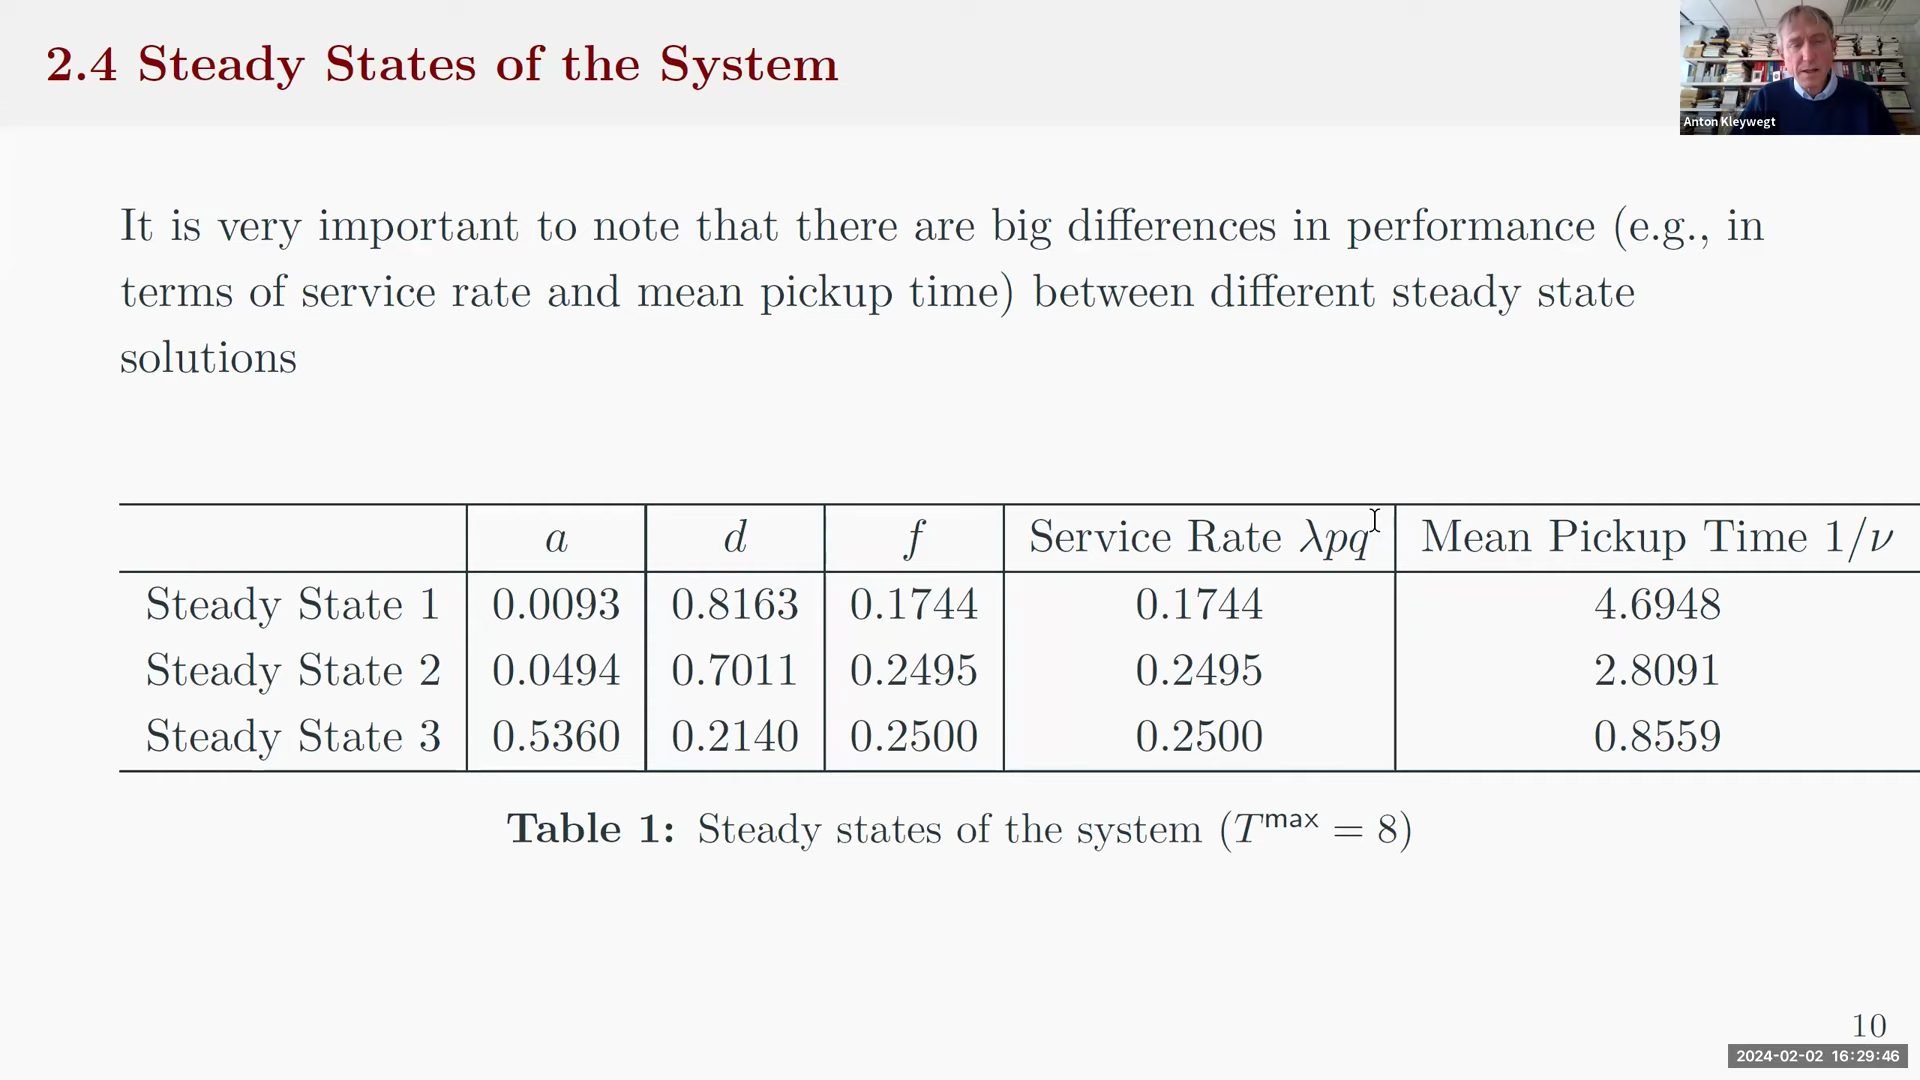 2.4 Steady States of the System
Anton Kleywegt
It is very important to note that there are big differences in performance (e.g., in
terms of service rate and mean pickup time) between different steady state
solutions
a d f Service Rate λpq Mean Pickup Time 1/ν
Steady State 1 0.0093 0.8163 0.1744 0.1744 4.6948
Steady State 2 0.0494 0.7011 0.2495 0.2495 2.8091
Steady State 3 0.5360 0.2140 0.2500 0.2500 0.8559
Table 1: Steady states of the system (T^max = 8)
10
2024-02-02 16:29:46